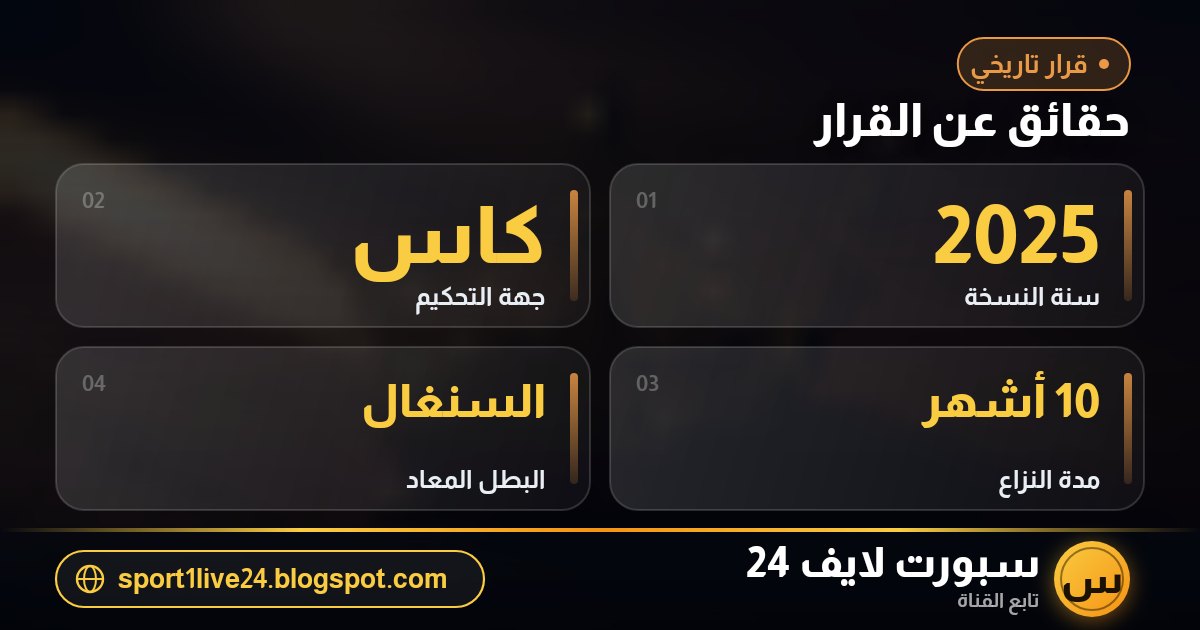 قرار تاريخي
حقائق عن القرار
01
2025
سنة النسخة
02
كاس
جهة التحكيم
03
10 أشهر
مدة النزاع
04
السنغال
البطل المعاد
س
سبورت لايف 24
تابع القناة
sport1live24.blogspot.com